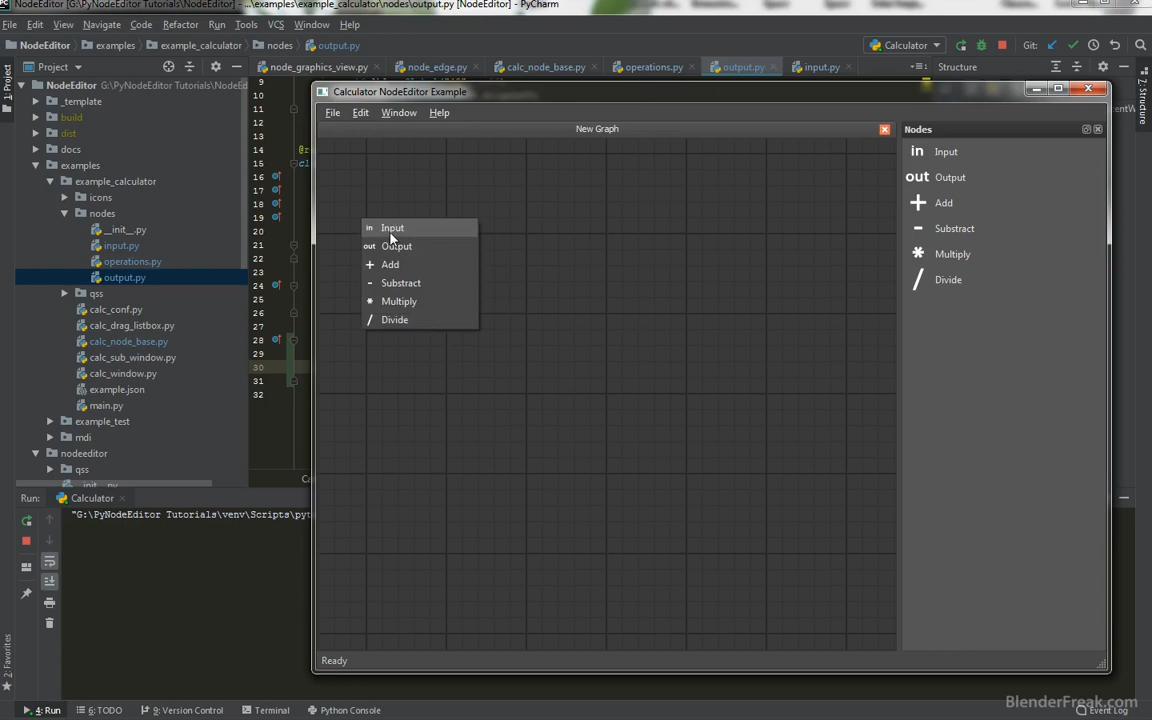 NodeEditor [G:\PyNodeEditor Tutorials\NodeEditor] - ...\examples\example_calculator\nodes\output.py [NodeEditor] - PyCharm
File Edit View Navigate Code Refactor Run Tools VCS Window Help
NodeEditor examples example_calculator nodes output.py Calculator Git:
1: Project
Project
node_graphics_view.py node_edge.py calc_node_base.py operations.py output.py input.py Structure
Z: Structure
NodeEditor G:\PyNodeEditor Tutorials\NodeEd
_template
build
dist
docs
examples
example_calculator
icons
nodes
__init__.py
input.py
operations.py
output.py
qss
calc_conf.py
calc_drag_listbox.py
calc_node_base.py
calc_sub_window.py
calc_window.py
example.json
main.py
example_test
mdi
nodeeditor
qss
__init__.py
10
11
12
13
14
15
16
17
18
19
20
21
22
23
24
25
26
27
28
29
30
31
32
Calculator NodeEditor Example
File Edit Window Help
New Graph
Nodes
in Input
out Output
+ Add
- Substract
* Multiply
/ Divide
in Input
out Output
+ Add
- Substract
* Multiply
/ Divide
Ready
Run: Calculator
"G:\PyNodeEditor Tutorials\venv\Scripts\pyt
2: Favorites
4: Run 6: TODO 9: Version Control Terminal Python Console Event Log
BlenderFreak.com